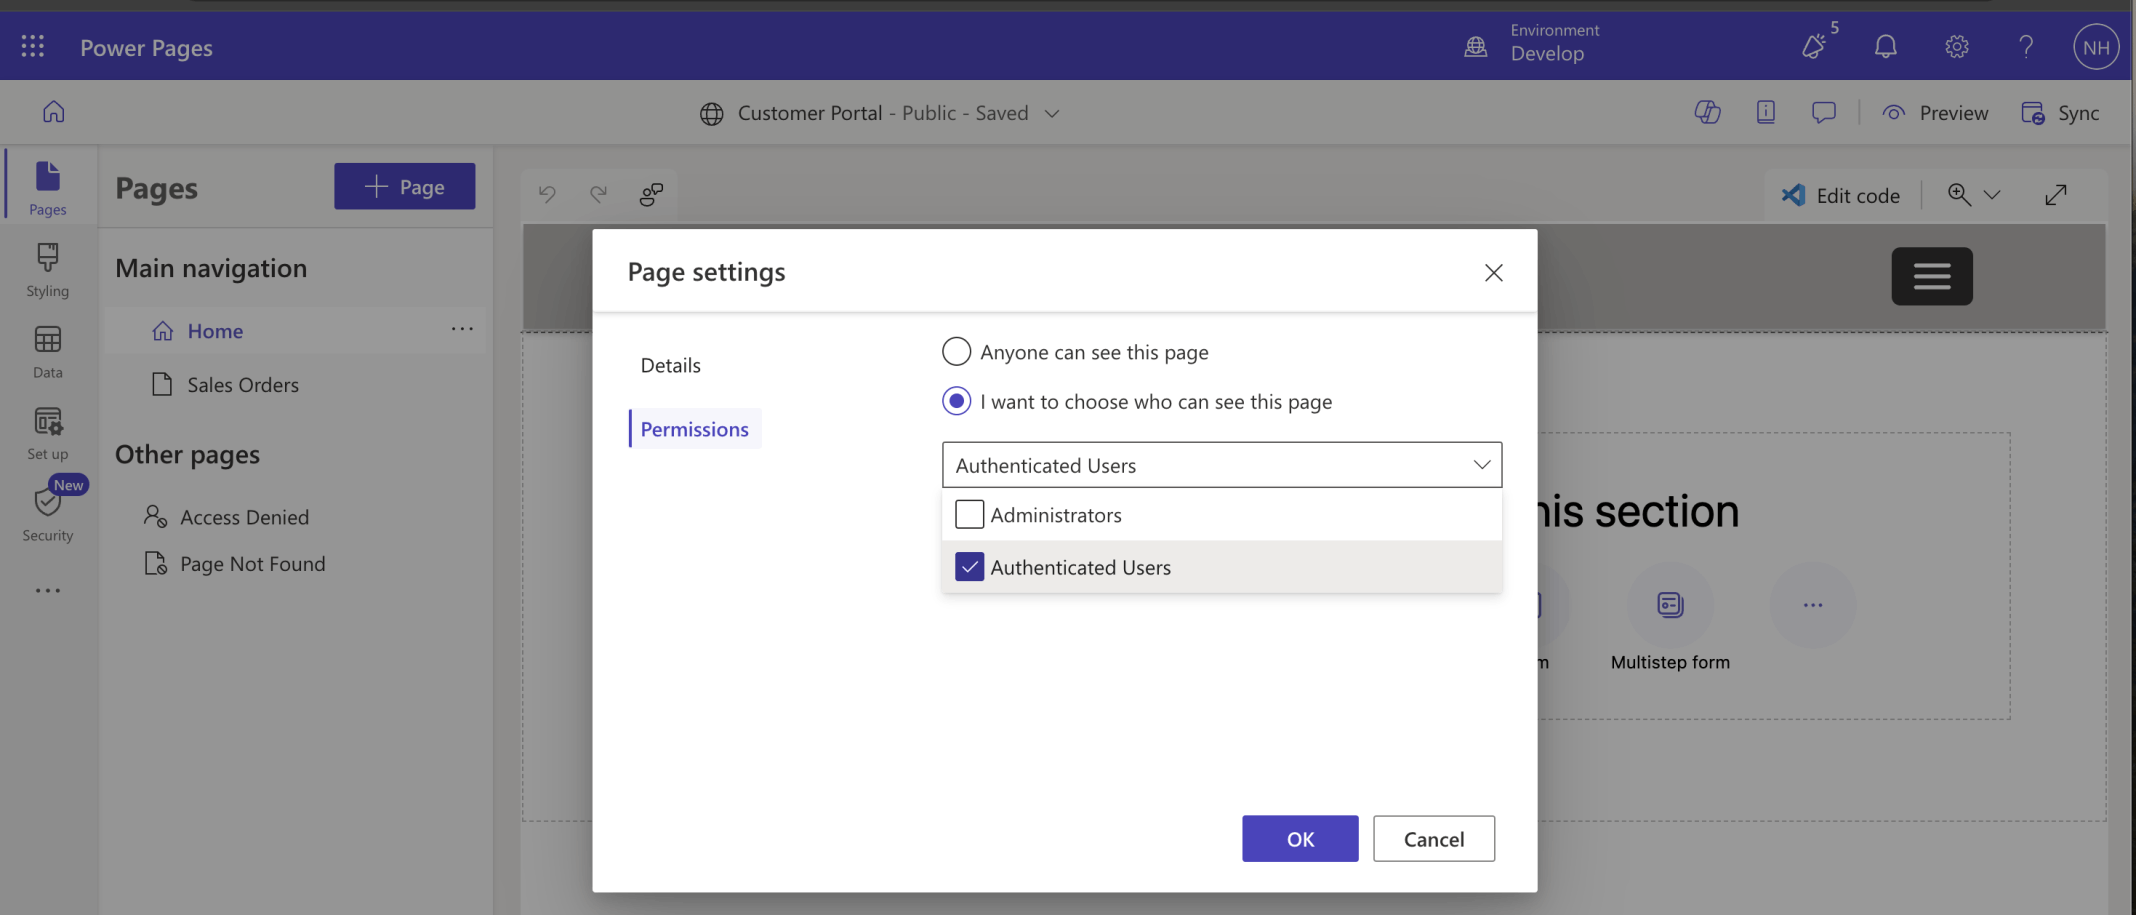 Power Pages
Environment
Develop
5
NH
Customer Portal - Public - Saved
Preview
Sync
Pages
Styling
Data
Set up
New
Security
Pages
Page
Main navigation
Home
Sales Orders
Other pages
Access Denied
Page Not Found
Edit code
Page settings
Details
Permissions
Anyone can see this page
I want to choose who can see this page
Authenticated Users
Administrators
Authenticated Users
OK
Cancel
his section
m
Multistep form